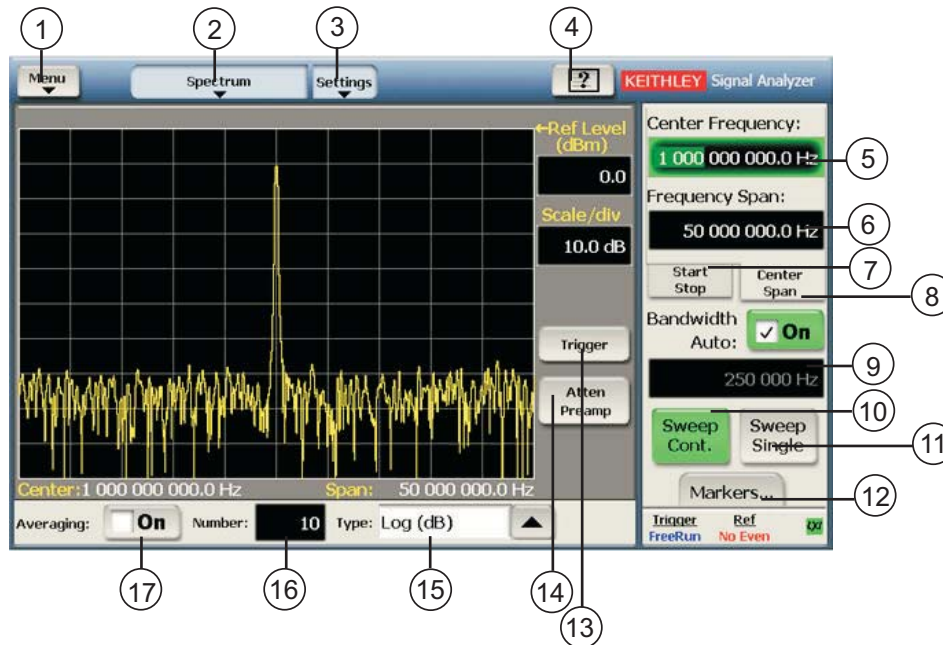 1
2
3
4
Menu
Spectrum
Settings
?
KEITHLEY Signal Analyzer
←Ref Level
(dBm)
0.0
Scale/div
10.0 dB
Trigger
Atten
Preamp
Center Frequency:
1 000 000 000.0 Hz
5
Frequency Span:
50 000 000.0 Hz
6
Start
Stop
7
Center
Span
8
Bandwidth
Auto:
On
250 000 Hz
9
10
Sweep
Cont.
Sweep
Single
11
Markers...
12
Trigger
FreeRun
Ref
No Even
Center:1 000 000 000.0 Hz
Span: 50 000 000.0 Hz
Averaging: On Number: 10 Type: Log (dB)
17
16
15
14
13